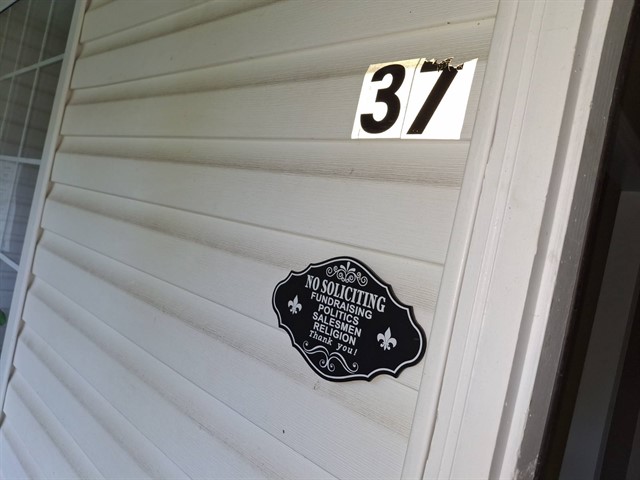 37
NO SOLICITING
FUNDRAISING
POLITICS
SALESMEN
RELIGION
Thank you!